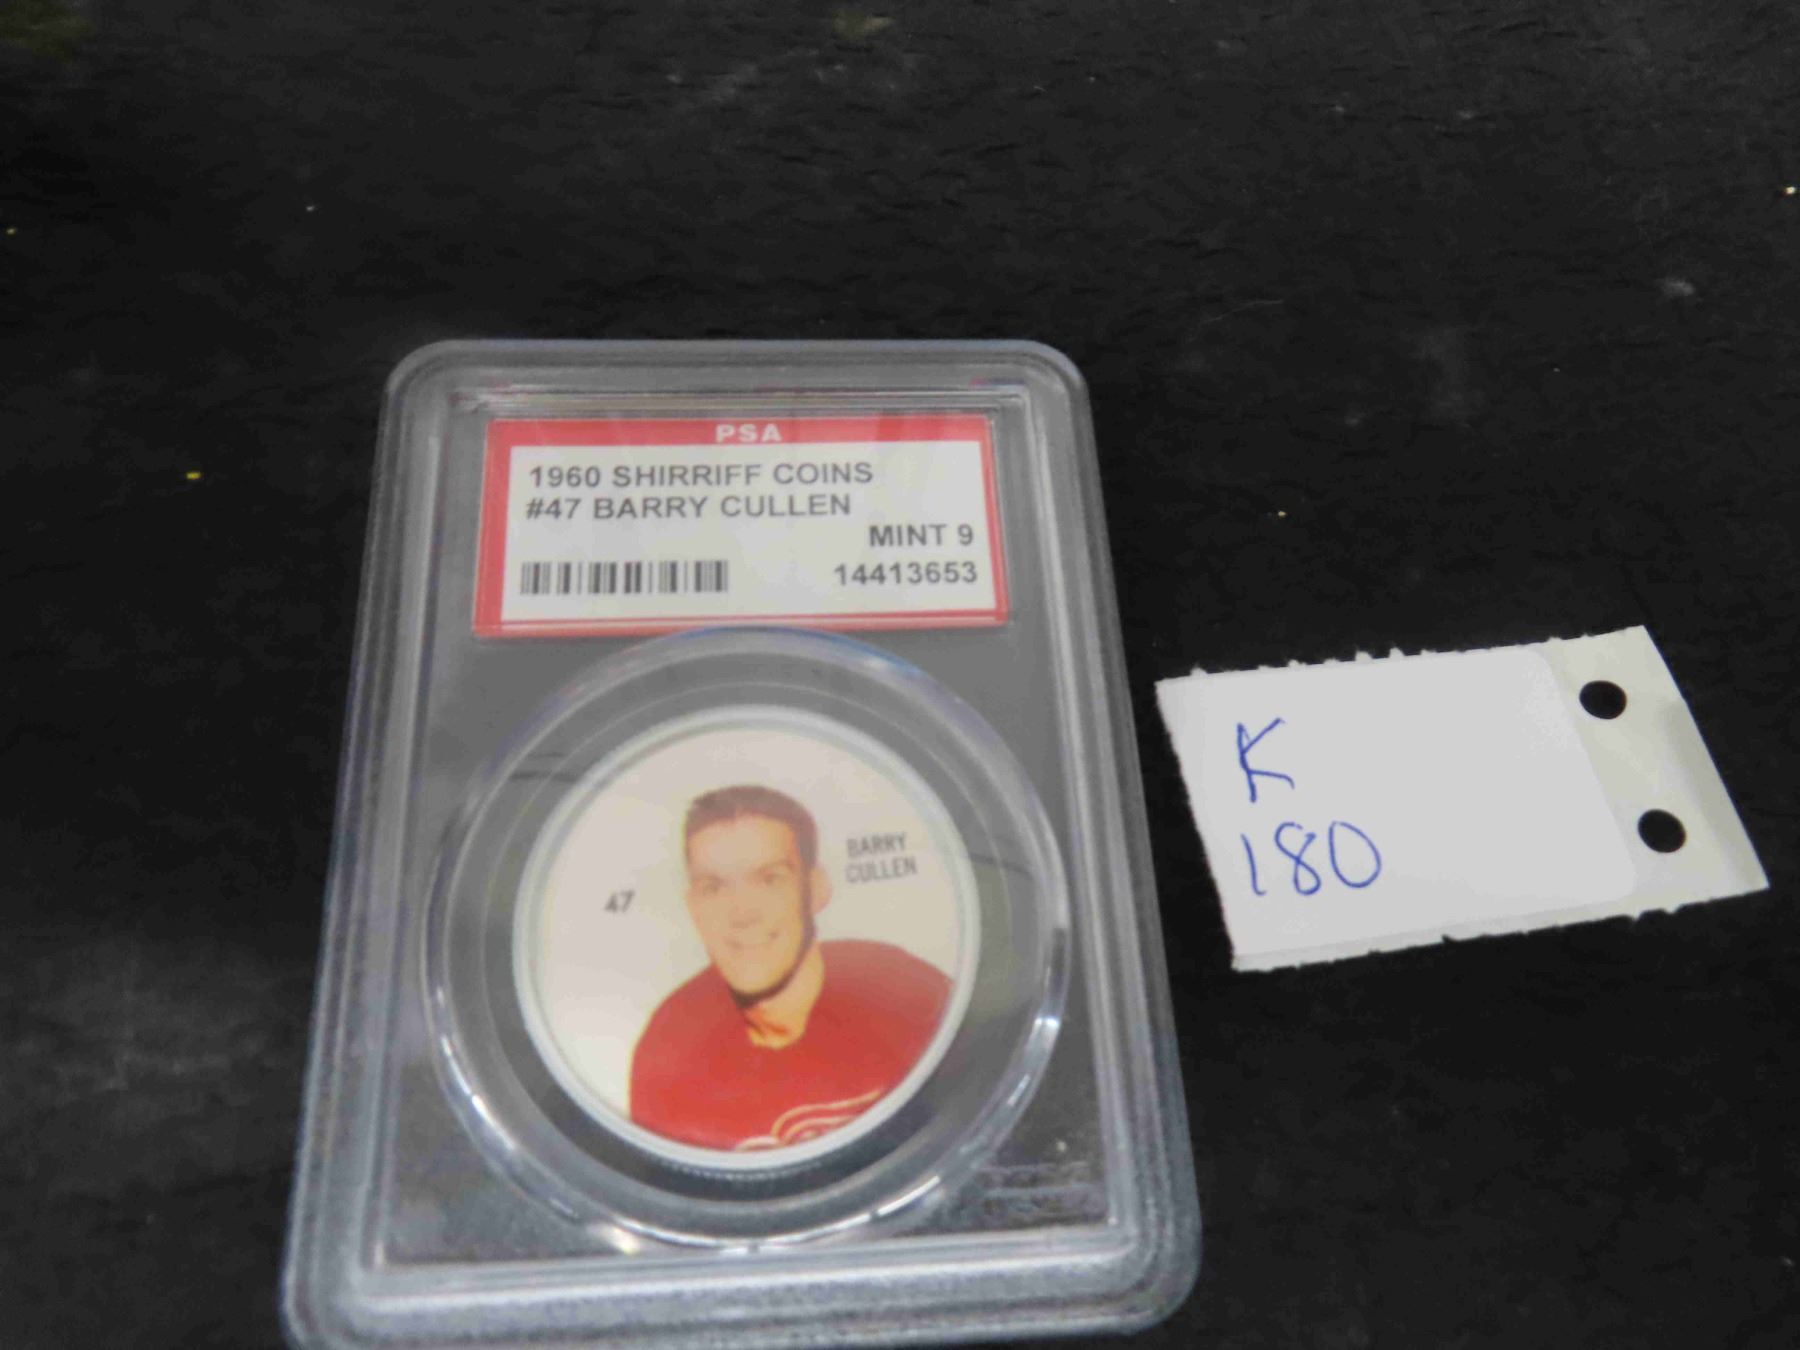 PSA
1960 SHIRRIFF COINS
#47 BARRY CULLEN
MINT 9
14413653
47
BARRY
CULLEN
K
180